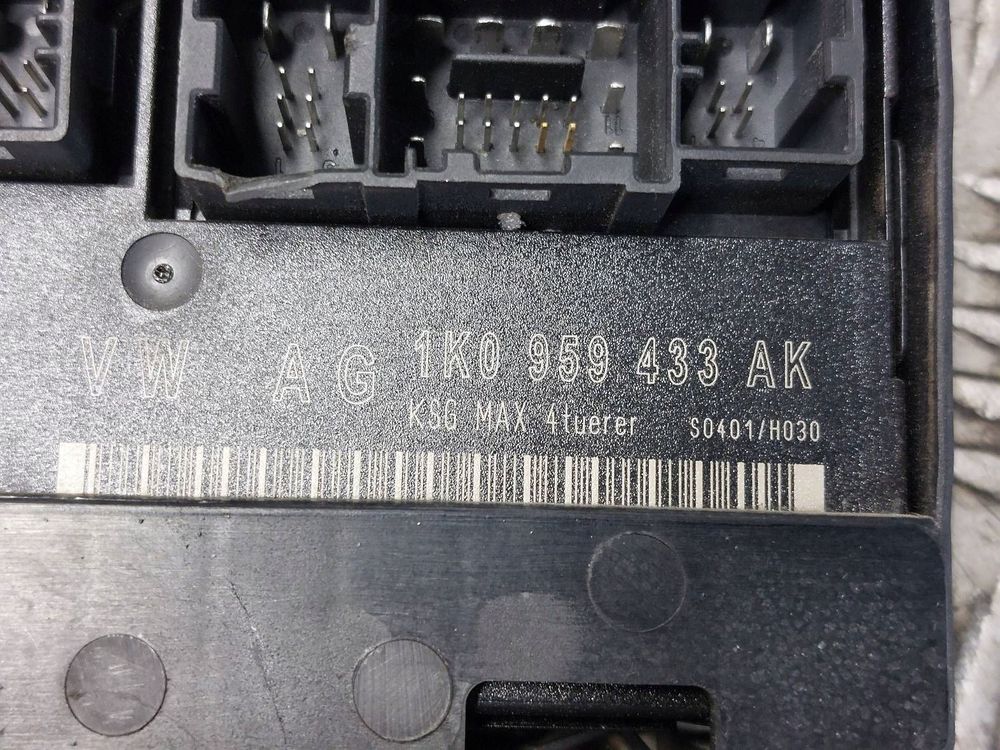 VW AG 1K0 959 433 AK
KSG MAX 4tuerer S0401/H030